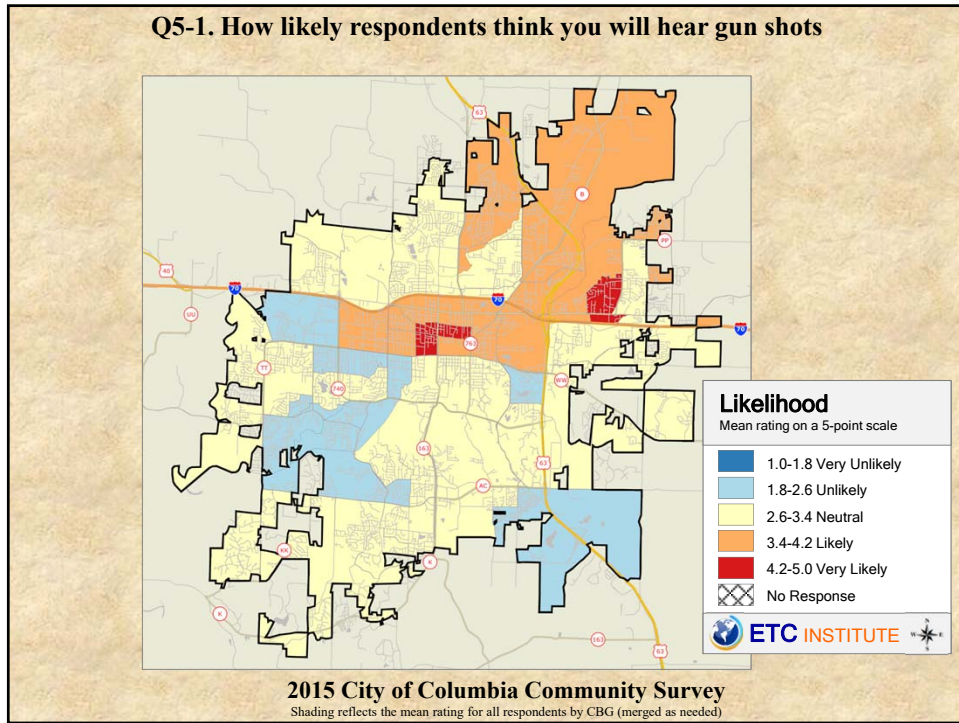 Q5-1. How likely respondents think you will hear gun shots
63
B
PP
40
70
70
UU
763
70
TT
740
WW
163
63
AC
KK
K
K
163
63
Likelihood
Mean rating on a 5-point scale
1.0-1.8 Very Unlikely
1.8-2.6 Unlikely
2.6-3.4 Neutral
3.4-4.2 Likely
4.2-5.0 Very Likely
No Response
ETC INSTITUTE
N
W E
S
2015 City of Columbia Community Survey
Shading reflects the mean rating for all respondents by CBG (merged as needed)